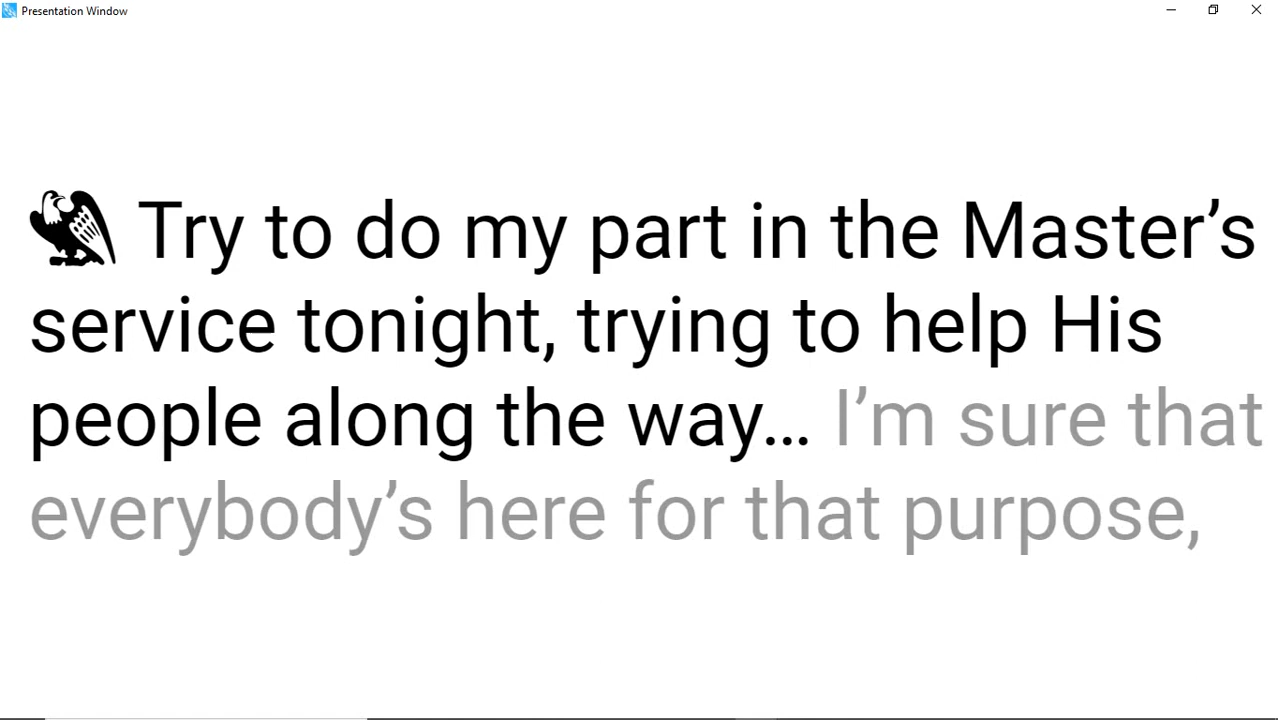 Presentation Window
Try to do my part in the Master’s
service tonight, trying to help His
people along the way… I’m sure that
everybody’s here for that purpose,